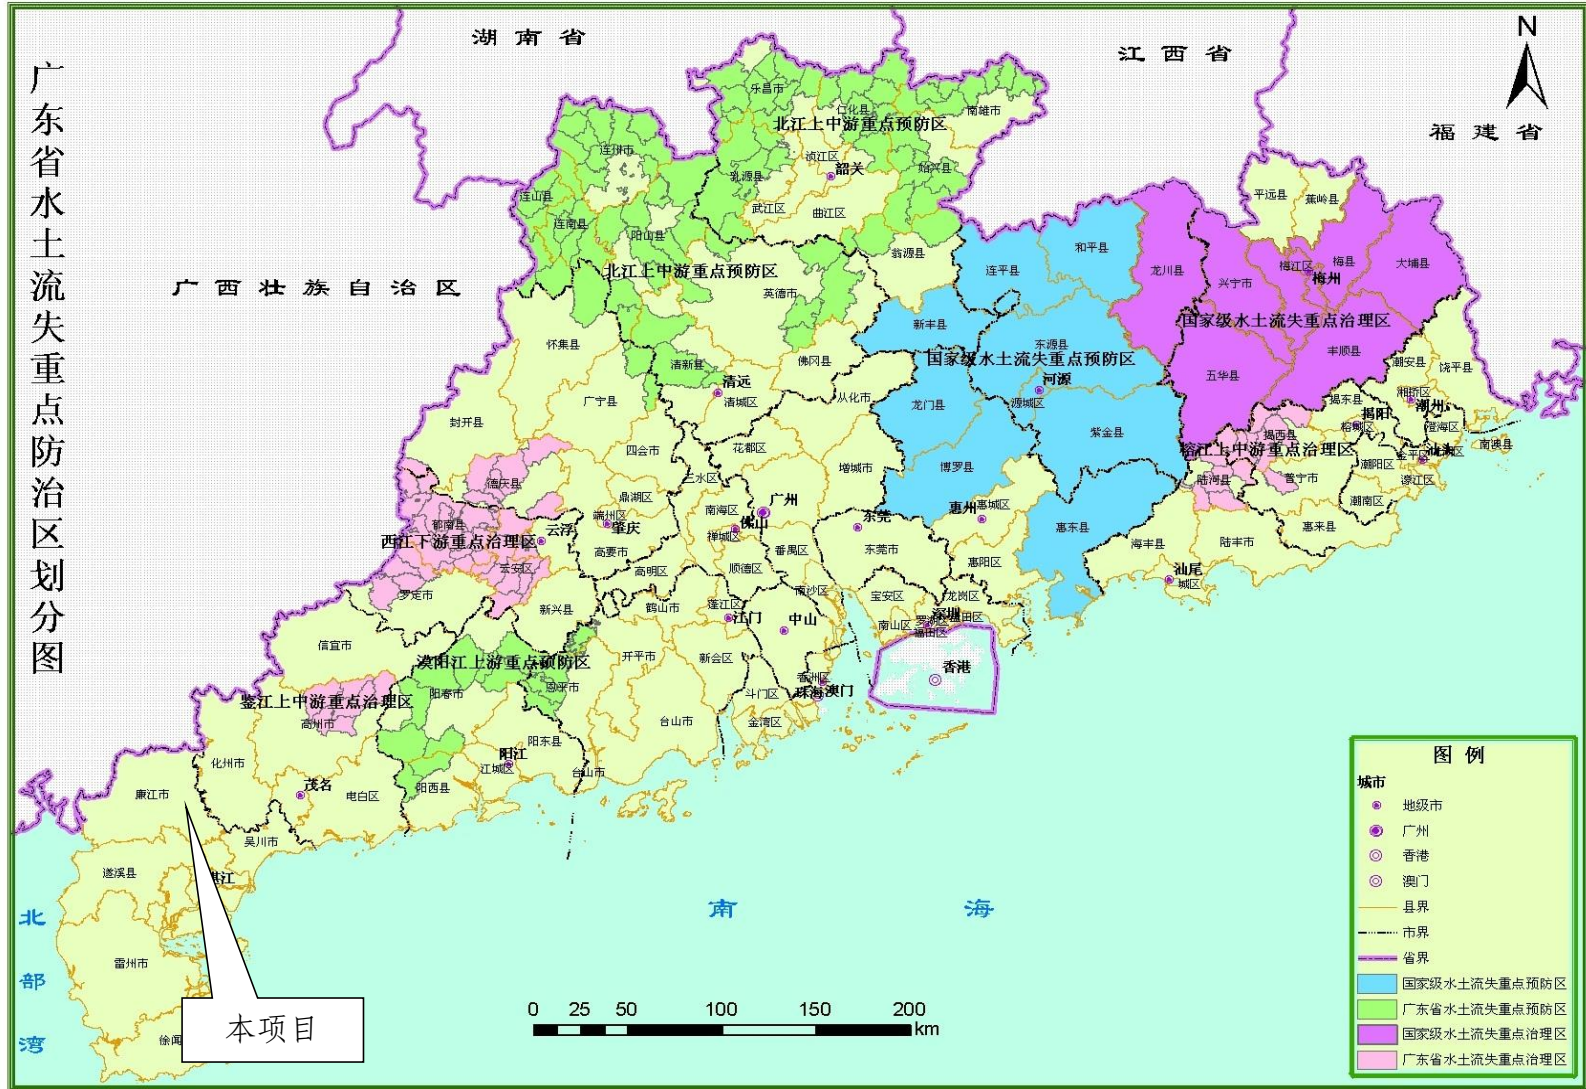 广东省水土流失重点防治区划分图
湖南省
江西省
福建省
广西壮族自治区
N
乐昌市
仁化县
南雄市
北江上中游重点预防区
浈江区
韶关
始兴县
乳源县
武江区
曲江区
翁源县
连州市
连山县
连南县
阳山县
北江上中游重点预防区
英德市
怀集县
清新县
佛冈县
清远
清城区
广宁县
封开县
四会市
从化市
花都区
增城市
三水区
平远县
蕉岭县
和平县
连平县
龙川县
兴宁市
梅江区
梅县
梅州
大埔县
新丰县
东源县
国家级水土流失重点预防区
国家级水土流失重点治理区
丰顺县
五华县
河源
源城区
龙门县
紫金县
博罗县
潮安县
饶平县
湘桥区
潮州
揭东县
揭阳
榕城区
澄海区
南澳县
揭西县
榕江上中游重点治理区
金平区
汕头
潮阳区
濠江区
陆河县
普宁市
潮南区
惠来县
陆丰市
海丰县
汕尾
城区
惠东县
惠州
惠城区
惠阳区
德庆县
郁南县
西江下游重点治理区
云浮
云安区
罗定市
新兴县
鼎湖区
端州区
肇庆
高要市
高明区
南海区
佛山
禅城区
顺德区
广州
番禺区
南沙区
东莞
东莞市
宝安区
龙岗区
深圳
南山区
罗湖区
盐田区
福田区
香港
鹤山市
蓬江区
江门
中山
开平市
新会区
香洲区
珠海
澳门
斗门区
金湾区
台山市
台山市
信宜市
漠阳江上游重点预防区
阳春市
恩平市
鉴江上中游重点治理区
高州市
化州市
茂名
电白区
阳西县
阳江
江城区
阳东县
廉江市
吴川市
遂溪县
湛江
雷州市
徐闻
本项目
北部湾
南海
0 25 50 100 150 200
km
图例
城市
地级市
广州
香港
澳门
县界
市界
省界
国家级水土流失重点预防区
广东省水土流失重点预防区
国家级水土流失重点治理区
广东省水土流失重点治理区